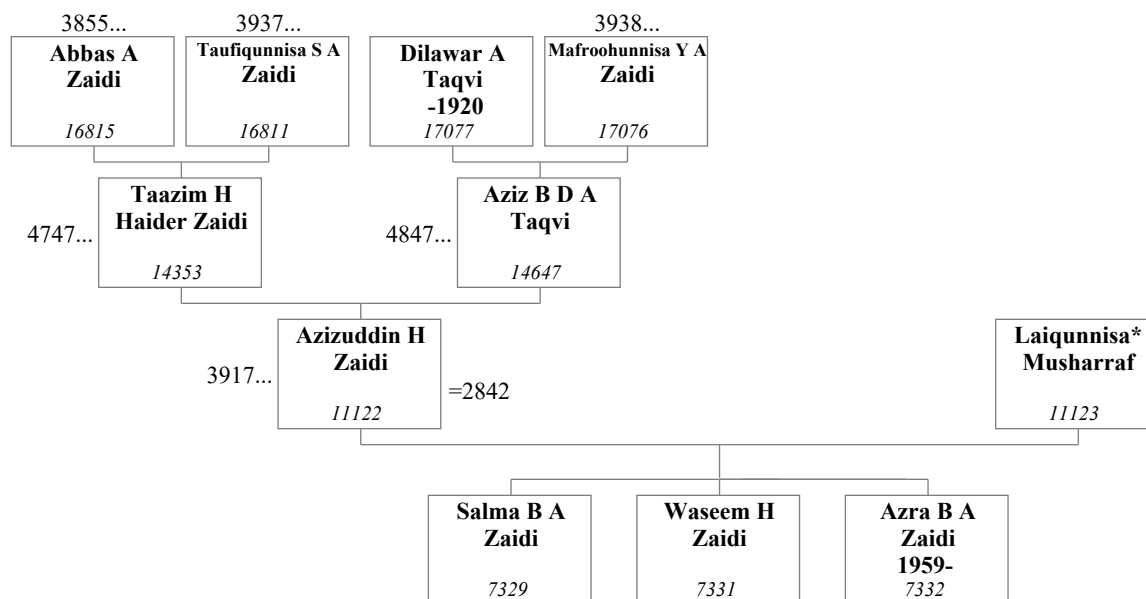 3855...
3937...
3938...
Abbas A
Zaidi
16815
Taufiqunnisa S A
Zaidi
16811
Dilawar A
Taqvi
-1920
17077
Mafroohunnisa Y A
Zaidi
17076
4747...
Taazim H
Haider Zaidi
14353
4847...
Aziz B D A
Taqvi
14647
3917...
Azizuddin H
Zaidi
11122
=2842
Laiqunnisa*
Musharraf
11123
Salma B A
Zaidi
7329
Waseem H
Zaidi
7331
Azra B A
Zaidi
1959-
7332